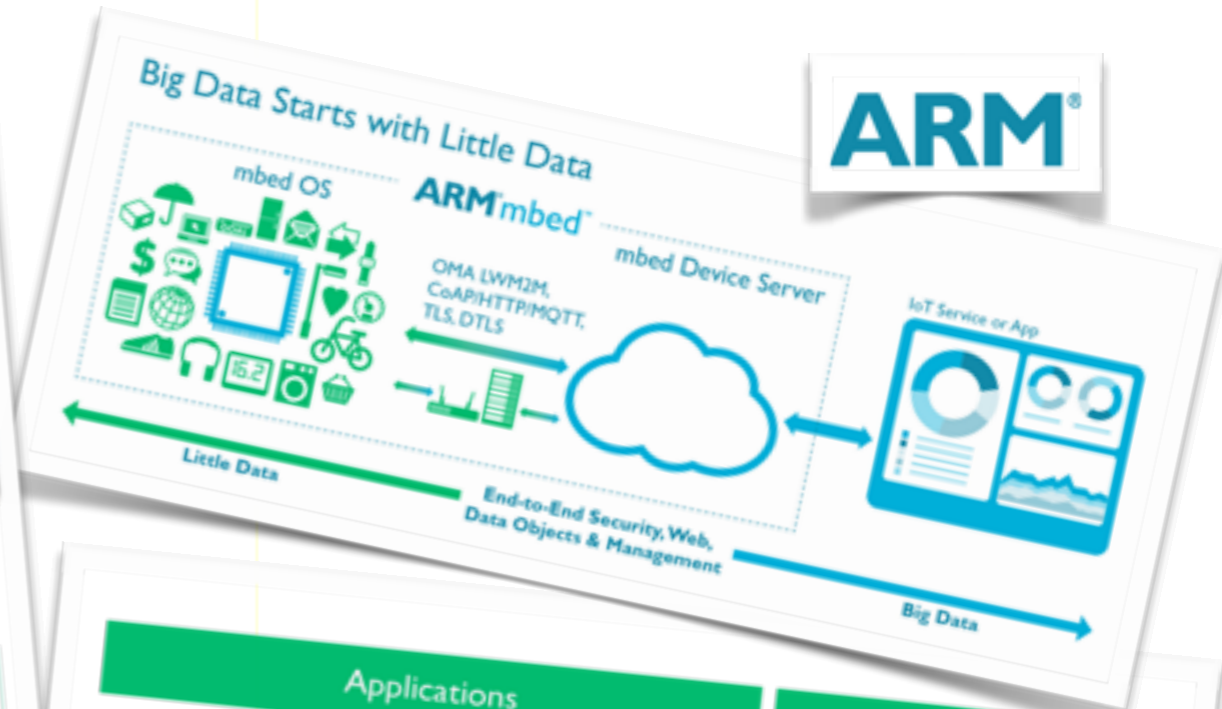 Big Data Starts with Little Data
ARM®
mbed OS
ARM®mbed™
mbed Device Server
OMA LWM2M,
CoAP/HTTP/MQTT,
TLS, DTLS
16.2
IoT Service or App
Little Data
End-to-End Security, Web,
Data Objects & Management
Big Data
Applications